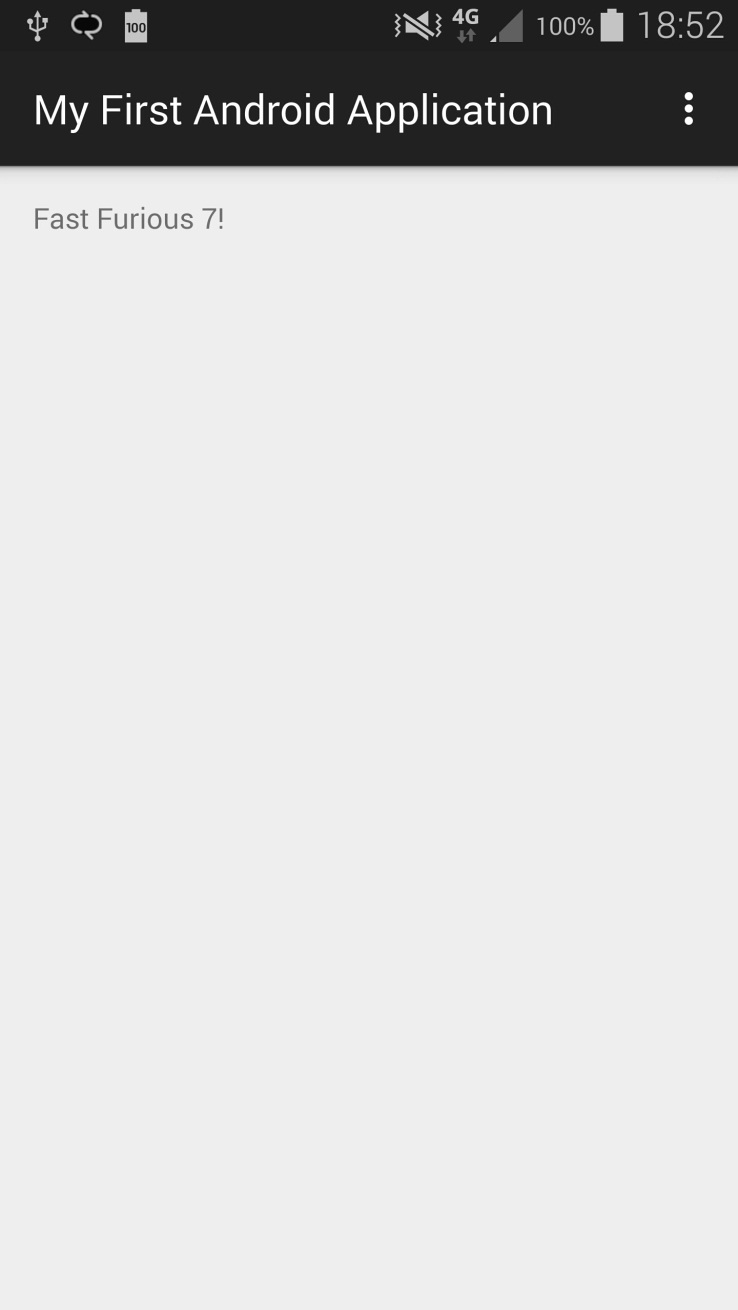 100 4G 100% 18:52
My First Android Application
Fast Furious 7!